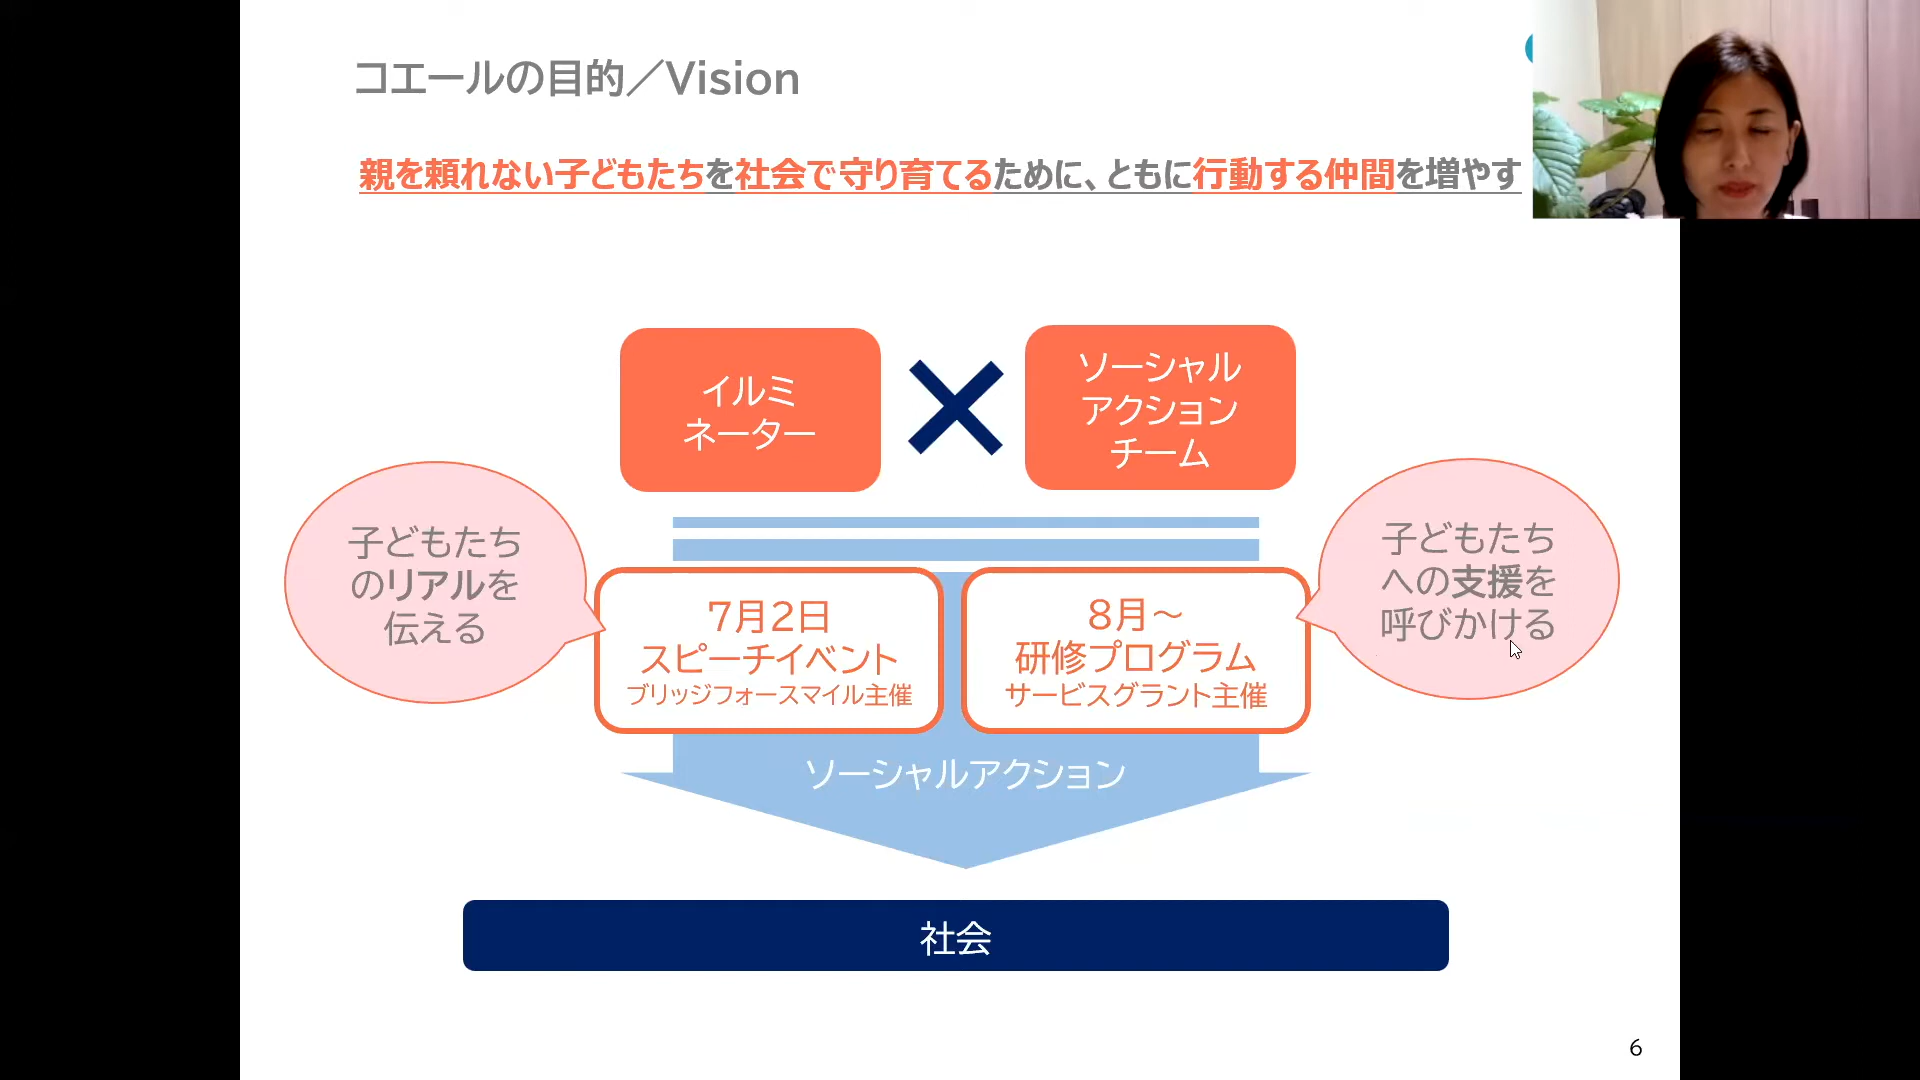 コエールの目的／Vision
親を頼れない子どもたちを社会で守り育てるために、ともに行動する仲間を増やす
イルミ
ネーター
ソーシャル
アクション
チーム
子どもたち
のリアルを
伝える
7月2日
スピーチイベント
ブリッジフォースマイル主催
8月～
研修プログラム
サービスグラント主催
子どもたち
への支援を
呼びかける
ソーシャルアクション
社会
6